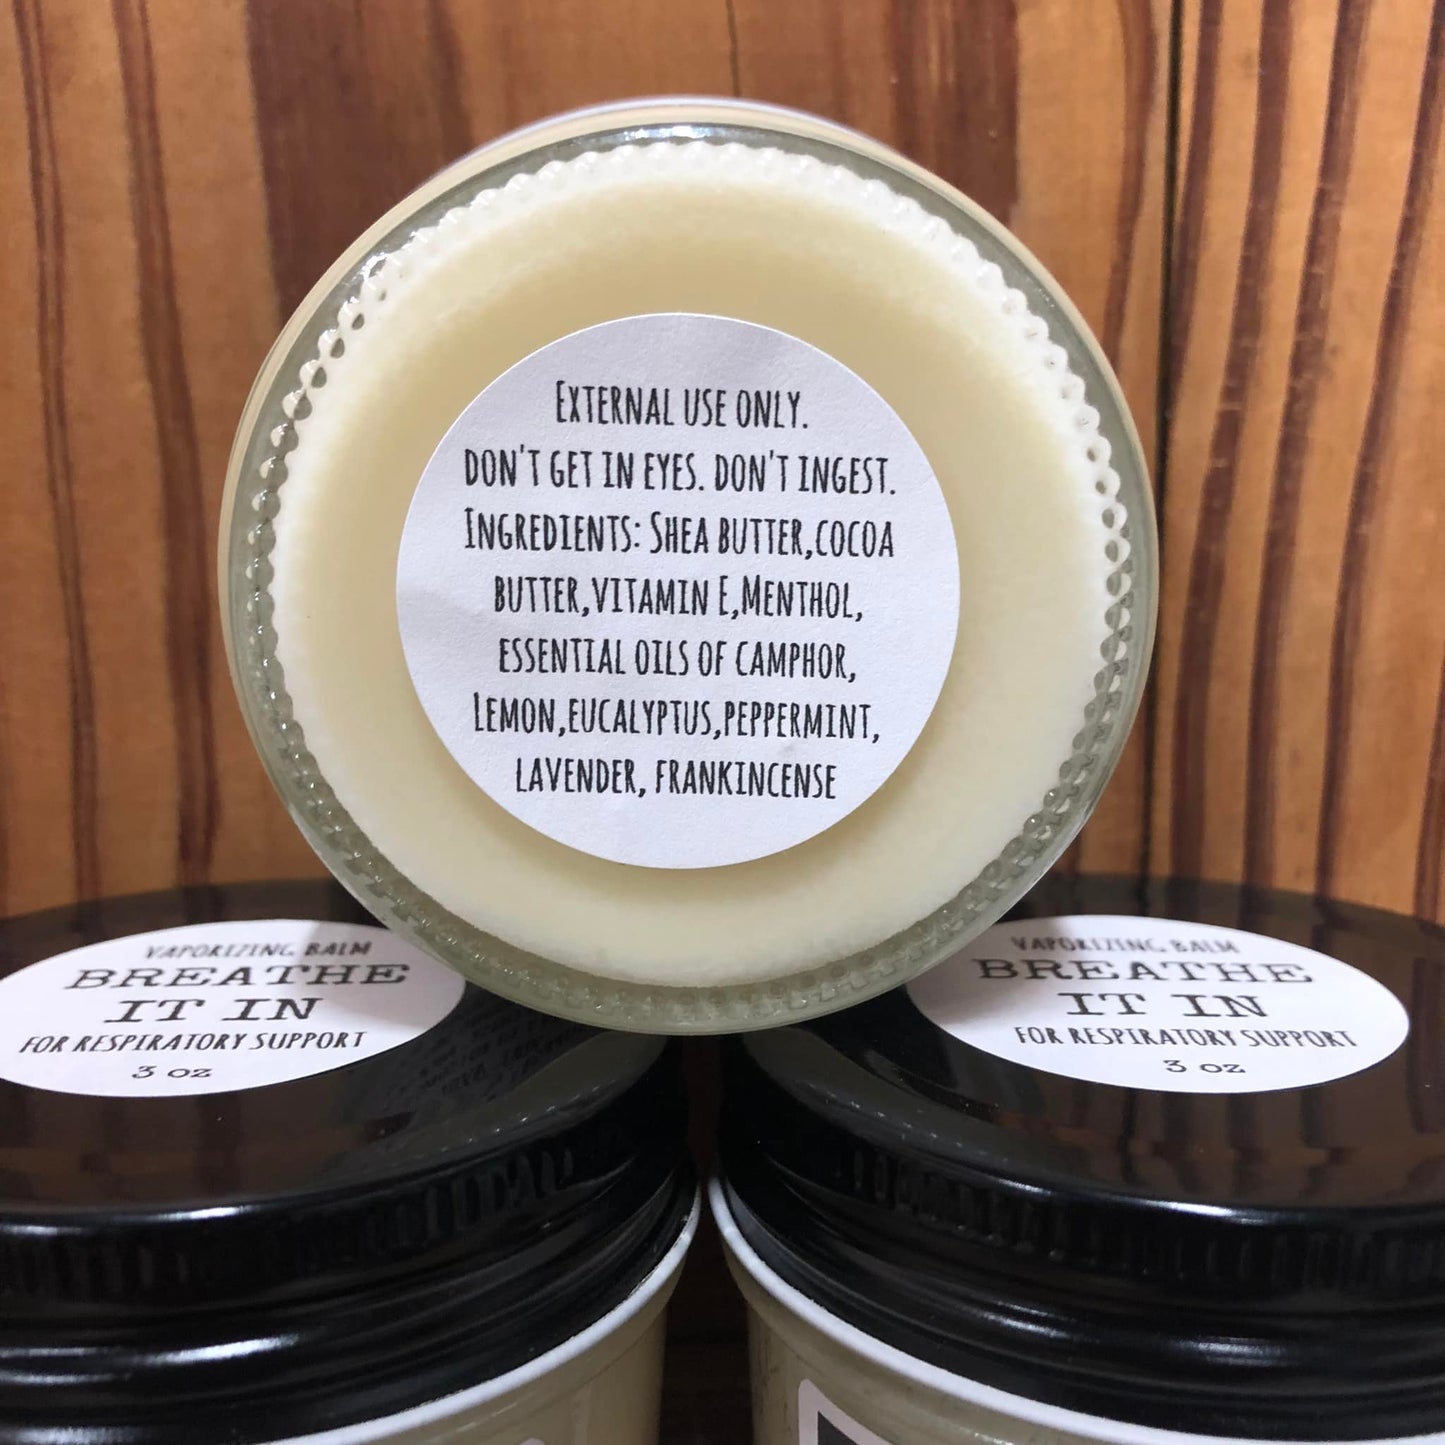 External use only.
Don't get in eyes. Don't ingest.
Ingredients: Shea butter,cocoa
butter,vitamin E,Menthol,
essential oils of camphor,
Lemon,eucalyptus,peppermint,
lavender, frankincense
VAPORIZING BALM
BREATHE
IT IN
FOR RESPIRATORY SUPPORT
3 oz
VAPORIZING BALM
BREATHE
IT IN
FOR RESPIRATORY SUPPORT
3 oz